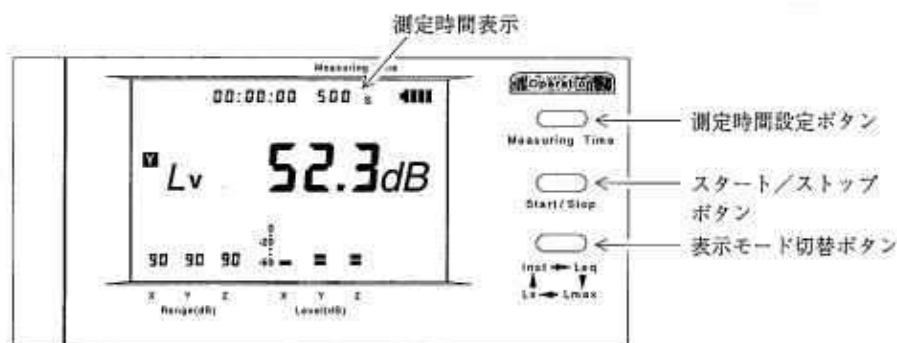 測定時間表示
Measuring Time
00:00:00 500 s
Operation
測定時間設定ボタン
Measuring Time
Y Lv 52.3dB
スタート/ストップ
ボタン
Start/Stop
表示モード切替ボタン
0
-20
-60
90 90 90
Inst Leq
Lx Lmax
X Y Z X Y Z
Range(dB) Level(dB)